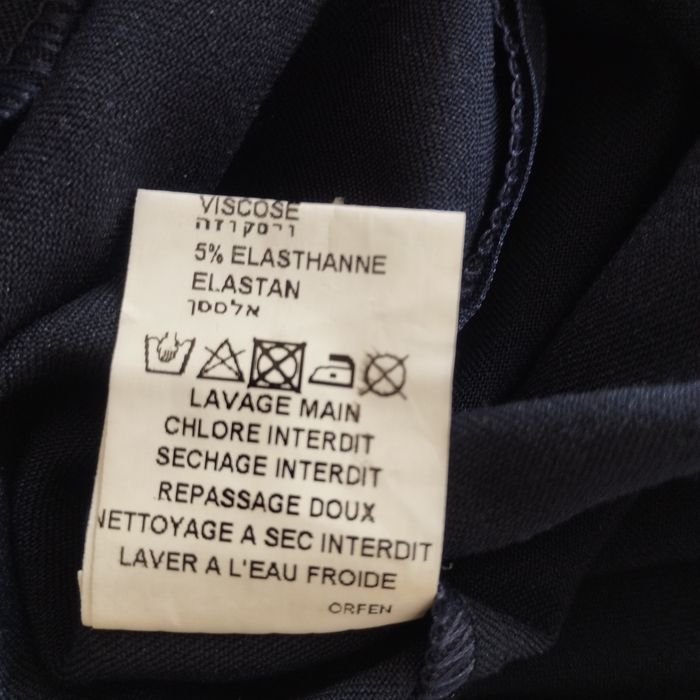 VISCOSE
ויסקוזה
5% ELASTHANNE
ELASTAN
אלסטן
LAVAGE MAIN
CHLORE INTERDIT
SECHAGE INTERDIT
REPASSAGE DOUX
NETTOYAGE A SEC INTERDIT
LAVER A L'EAU FROIDE
ORFEN